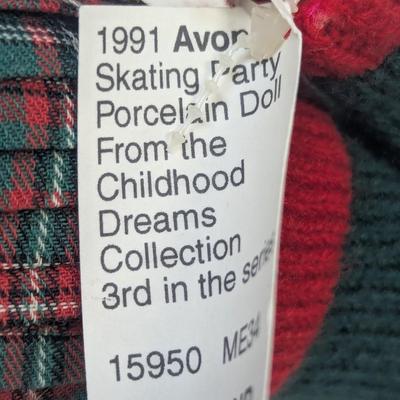 1991 Avon
Skating Party
Porcelain Doll
From the
Childhood
Dreams
Collection
3rd in the series
15950